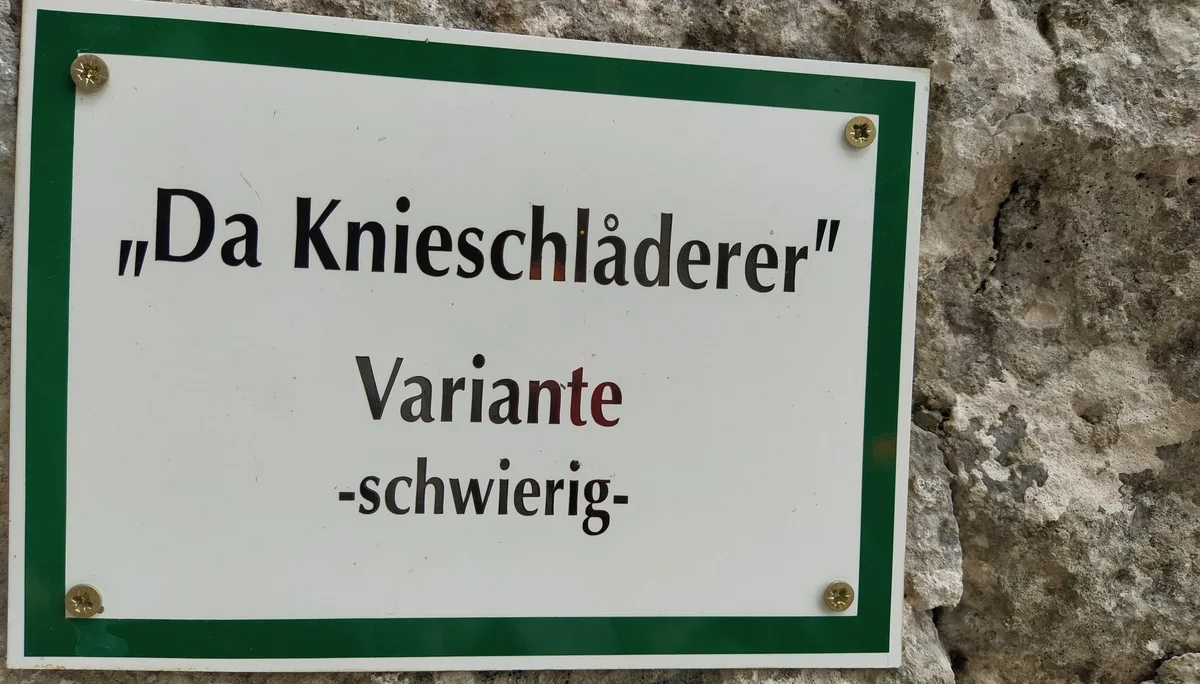 „Da Knieschlåderer"
Variante
-schwierig-